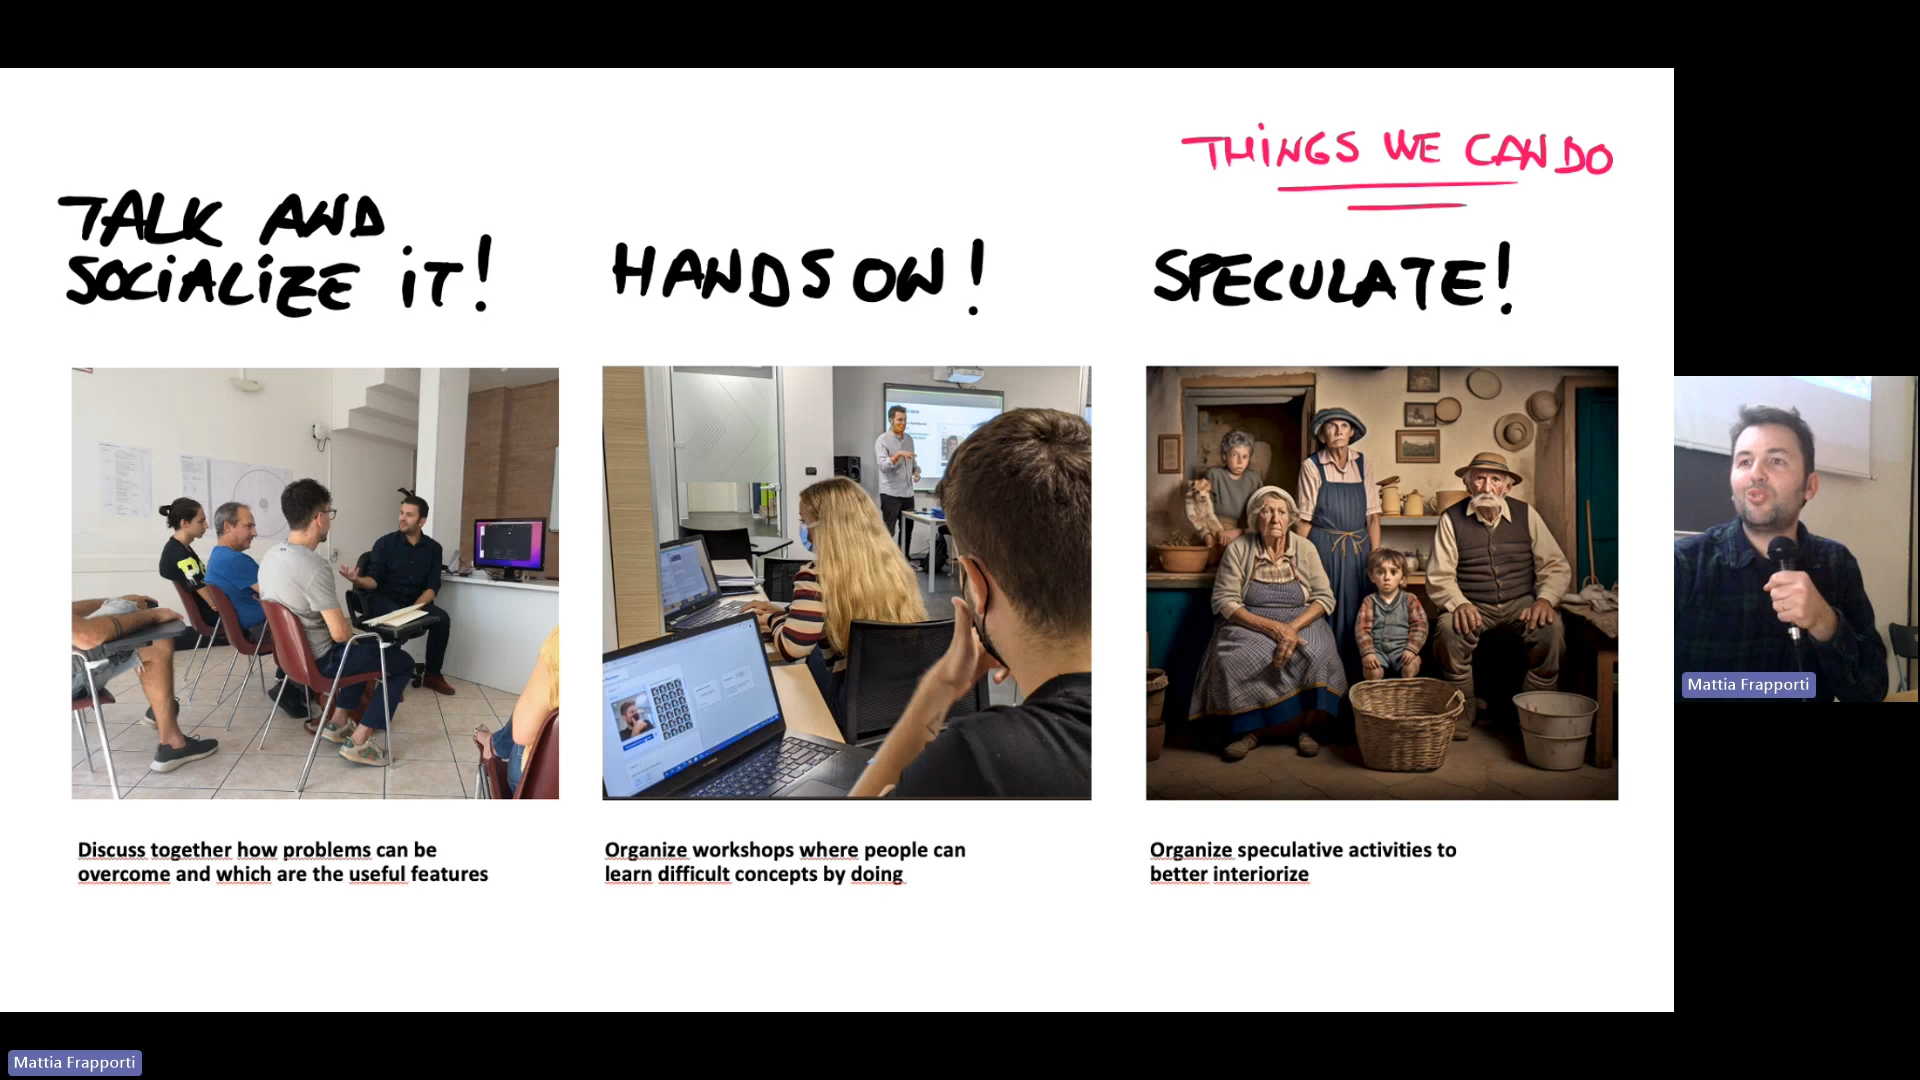 THINGS WE CAN DO
TALK AND
SOCIALIZE IT!
HANDS ON!
SPECULATE!
Discuss together how problems can be
overcome and which are the useful features
Organize workshops where people can
learn difficult concepts by doing
Organize speculative activities to
better interiorize
Mattia Frapporti
Mattia Frapporti